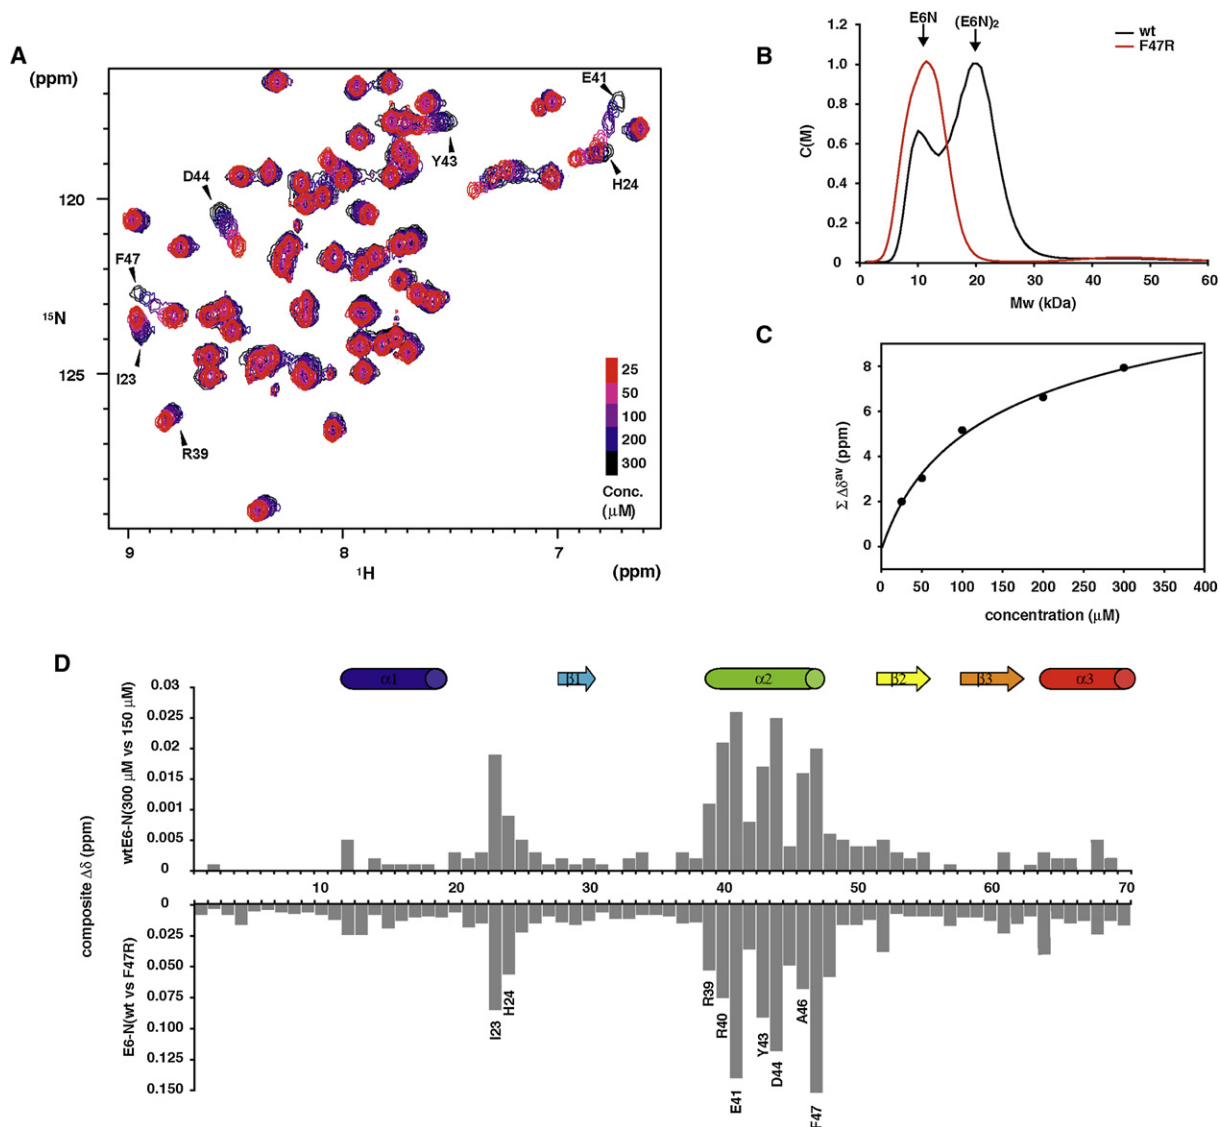 A
(ppm)
120
¹⁵N
125
E41
Y43
H24
D44
F47
I23
R39
25
50
100
200
300
Conc.
(μM)
9
8
7
¹H
(ppm)
B
E6N
(E6N)₂
wt
F47R
1.2
1.0
0.8
0.6
0.4
0.2
0
C(M)
0
10
20
30
40
50
60
Mw (kDa)
C
8
6
4
2
0
Σ Δδᵃᵛ (ppm)
0
50
100
150
200
250
300
350
400
concentration (μM)
D
α1
β1
α2
β2
β3
α3
composite Δδ (ppm)
wtE6-N(300 μM vs 150 μM)
0.03
0.025
0.02
0.015
0.001
0.005
0
10
20
30
40
50
60
70
E6-N(wt vs F47R)
0
0.025
0.050
0.075
0.100
0.125
0.150
I23
H24
R39
R40
E41
Y43
D44
A46
F47